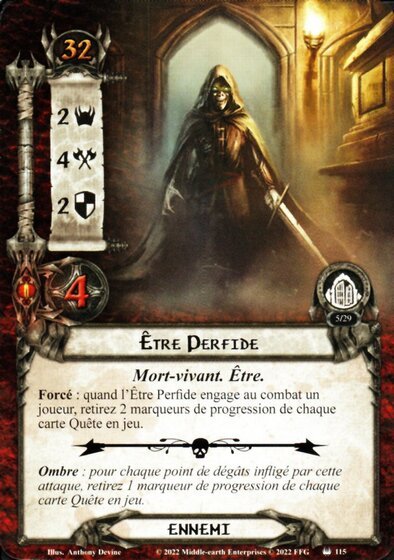 32
2
4
2
4
5/29
Être Perfide
Mort-vivant. Être.
Forcé : quand l'Être Perfide engage au combat un
joueur, retirez 2 marqueurs de progression de chaque
carte Quête en jeu.
Ombre : pour chaque point de dégâts infligé par cette
attaque, retirez 1 marqueur de progression de chaque
carte Quête en jeu.
ENNEMI
Illus. Anthony Devine © 2022 Middle-earth Enterprises © 2022 FFG 115